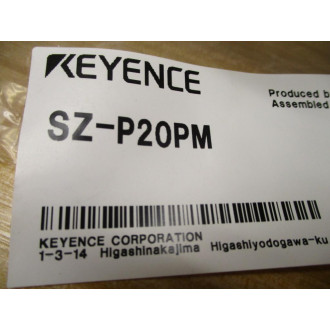 KEYENCE
Produced b
Assembled
SZ-P20PM
KEYENCE CORPORATION
1-3-14 Higashinakajima Higashiyodogawa-ku